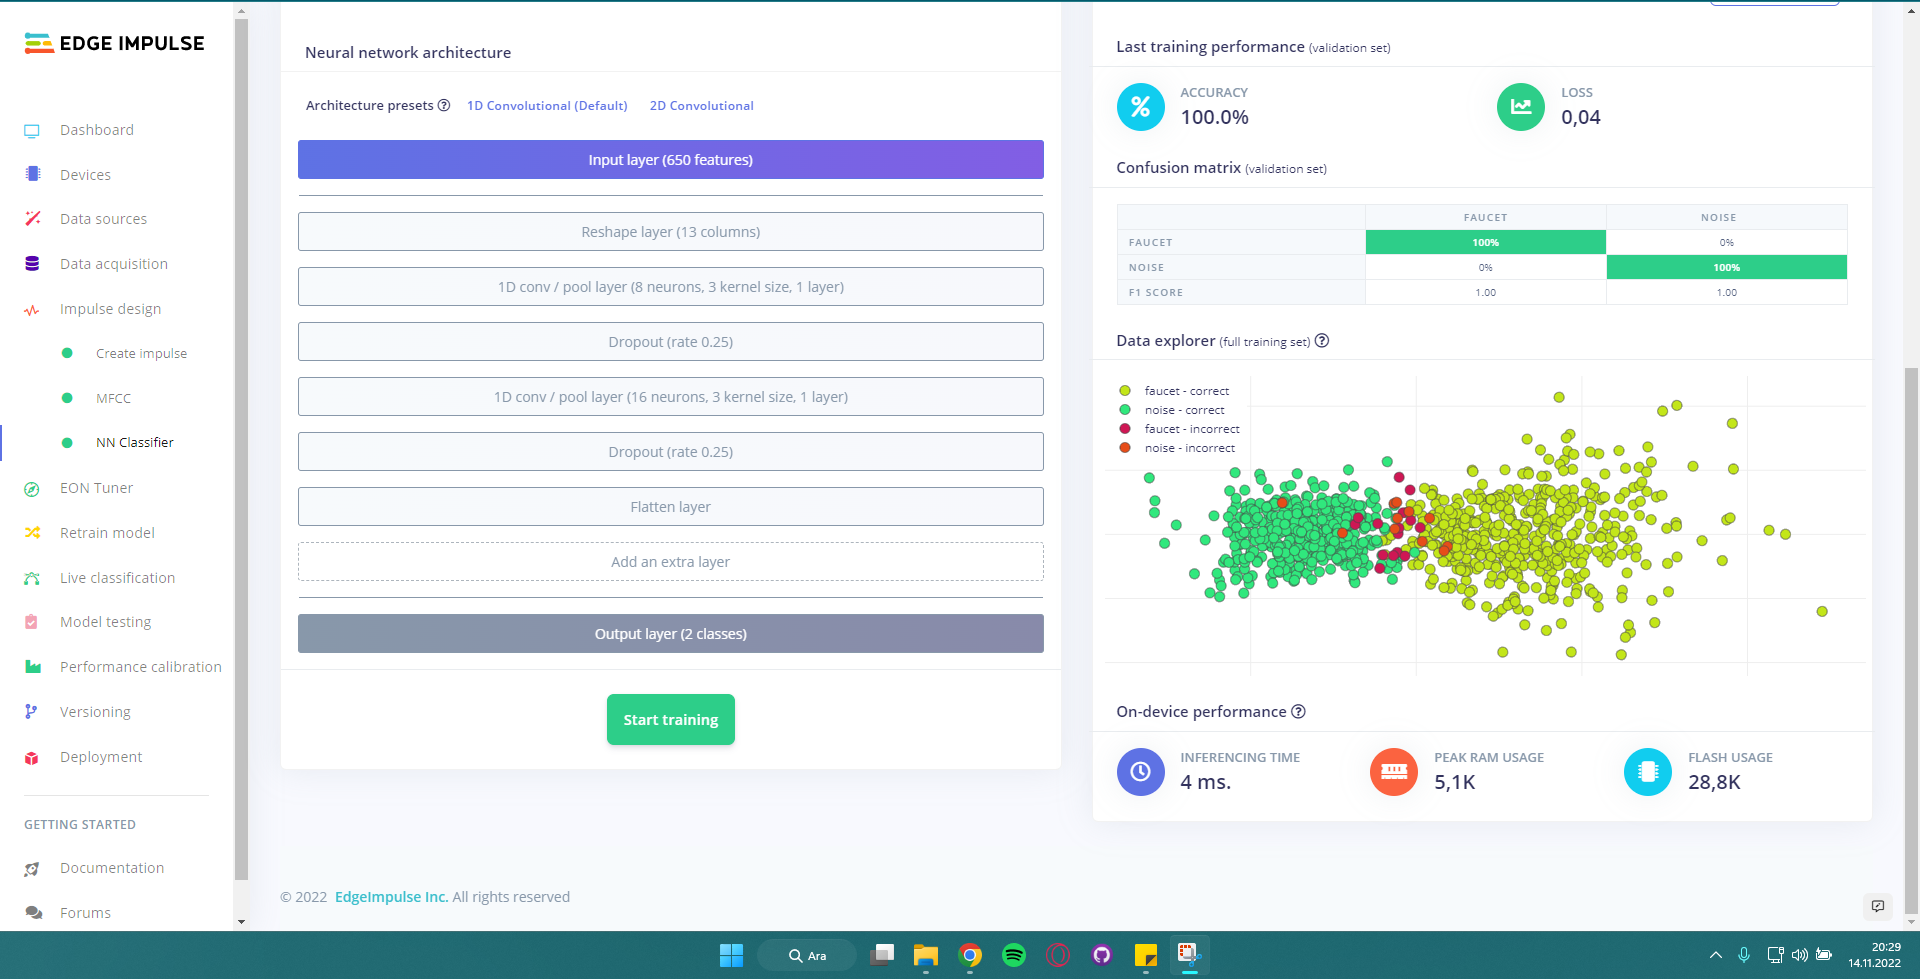 EDGE IMPULSE
Dashboard
Devices
Data sources
Data acquisition
Impulse design
Create impulse
MFCC
NN Classifier
EON Tuner
Retrain model
Live classification
Model testing
Performance calibration
Versioning
Deployment
GETTING STARTED
Documentation
Forums
Neural network architecture
Architecture presets ? 1D Convolutional (Default) 2D Convolutional
Input layer (650 features)
Reshape layer (13 columns)
1D conv / pool layer (8 neurons, 3 kernel size, 1 layer)
Dropout (rate 0.25)
1D conv / pool layer (16 neurons, 3 kernel size, 1 layer)
Dropout (rate 0.25)
Flatten layer
Add an extra layer
Output layer (2 classes)
Start training
Last training performance (validation set)
% ACCURACY
100.0%
LOSS
0,04
Confusion matrix (validation set)
FAUCET NOISE
FAUCET 100% 0%
NOISE 0% 100%
F1 SCORE 1.00 1.00
Data explorer (full training set) ?
faucet - correct
noise - correct
faucet - incorrect
noise - incorrect
On-device performance ?
INFERENCING TIME
4 ms.
PEAK RAM USAGE
5,1K
FLASH USAGE
28,8K
© 2022 EdgeImpulse Inc. All rights reserved
Ara
20:29
14.11.2022